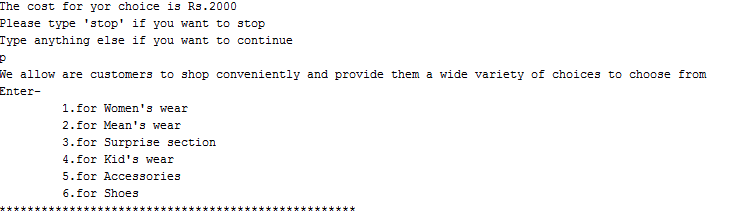 The cost for yor choice is Rs.2000
Please type 'stop' if you want to stop
Type anything else if you want to continue
p
We allow are customers to shop conveniently and provide them a wide variety of choices to choose from
Enter-
1.for Women's wear
2.for Mean's wear
3.for Surprise section
4.for Kid's wear
5.for Accessories
6.for Shoes
***************************************************